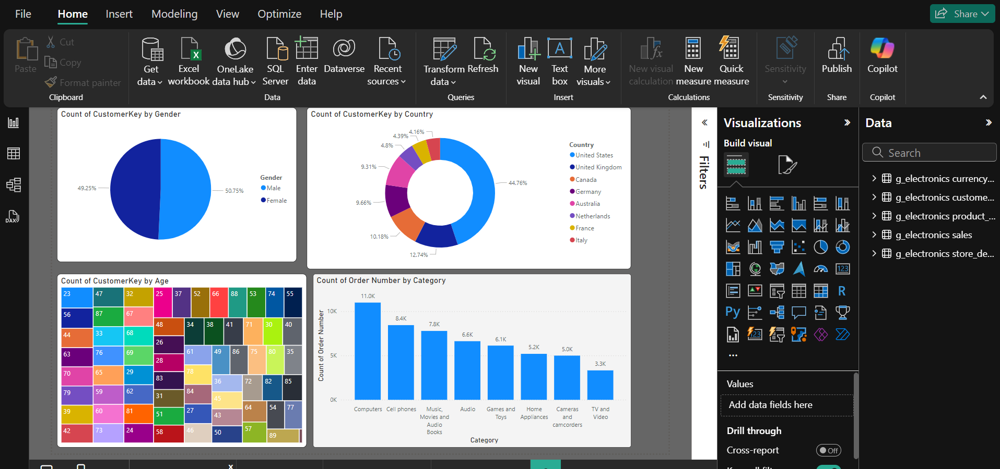 File Home Insert Modeling View Optimize Help Share
Paste
Cut
Copy
Format painter
Clipboard
Get data
Excel workbook
OneLake data hub
SQL Server
Enter data
Dataverse
Recent sources
Data
Transform data
Refresh
Queries
New visual
Text box
More visuals
Insert
New visual calculation
New measure
Quick measure
Calculations
Sensitivity
Sensitivity
Publish
Share
Copilot
Copilot
DAX
Count of CustomerKey by Gender
49.25%
50.75%
Gender
Male
Female
Count of CustomerKey by Country
4.16%
4.39%
4.8%
9.31%
9.66%
10.18%
12.74%
44.76%
Country
United States
United Kingdom
Canada
Germany
Australia
Netherlands
France
Italy
Count of CustomerKey by Age
23 47 32 25 37 52 66 88 53 74 55
56 87 67 48 34 38 41 71 30 40
44 33 68 26
63 76 69 28 61 49 86 75 80 35
70 65 29 83 78 36 72 82 85
79 59 62 31 84 45
39 60 81 51 27 43 64 54 77
42 73 24 58 46 50 57 89
Count of Order Number by Category
Count of Order Number
10K
5K
0K
11.0K
8.4K
7.8K
6.6K
6.1K
5.2K
5.0K
3.3K
Computers
Cell phones
Music, Movies and Audio Books
Audio
Games and Toys
Home Appliances
Cameras and camcorders
TV and Video
Category
Filters
Visualizations
Build visual
123
R
Py
123
...
Values
Add data fields here
Drill through
Cross-report
Off
Data
Search
g_electronics currency...
g_electronics custome...
g_electronics product_...
g_electronics sales
g_electronics store_de...